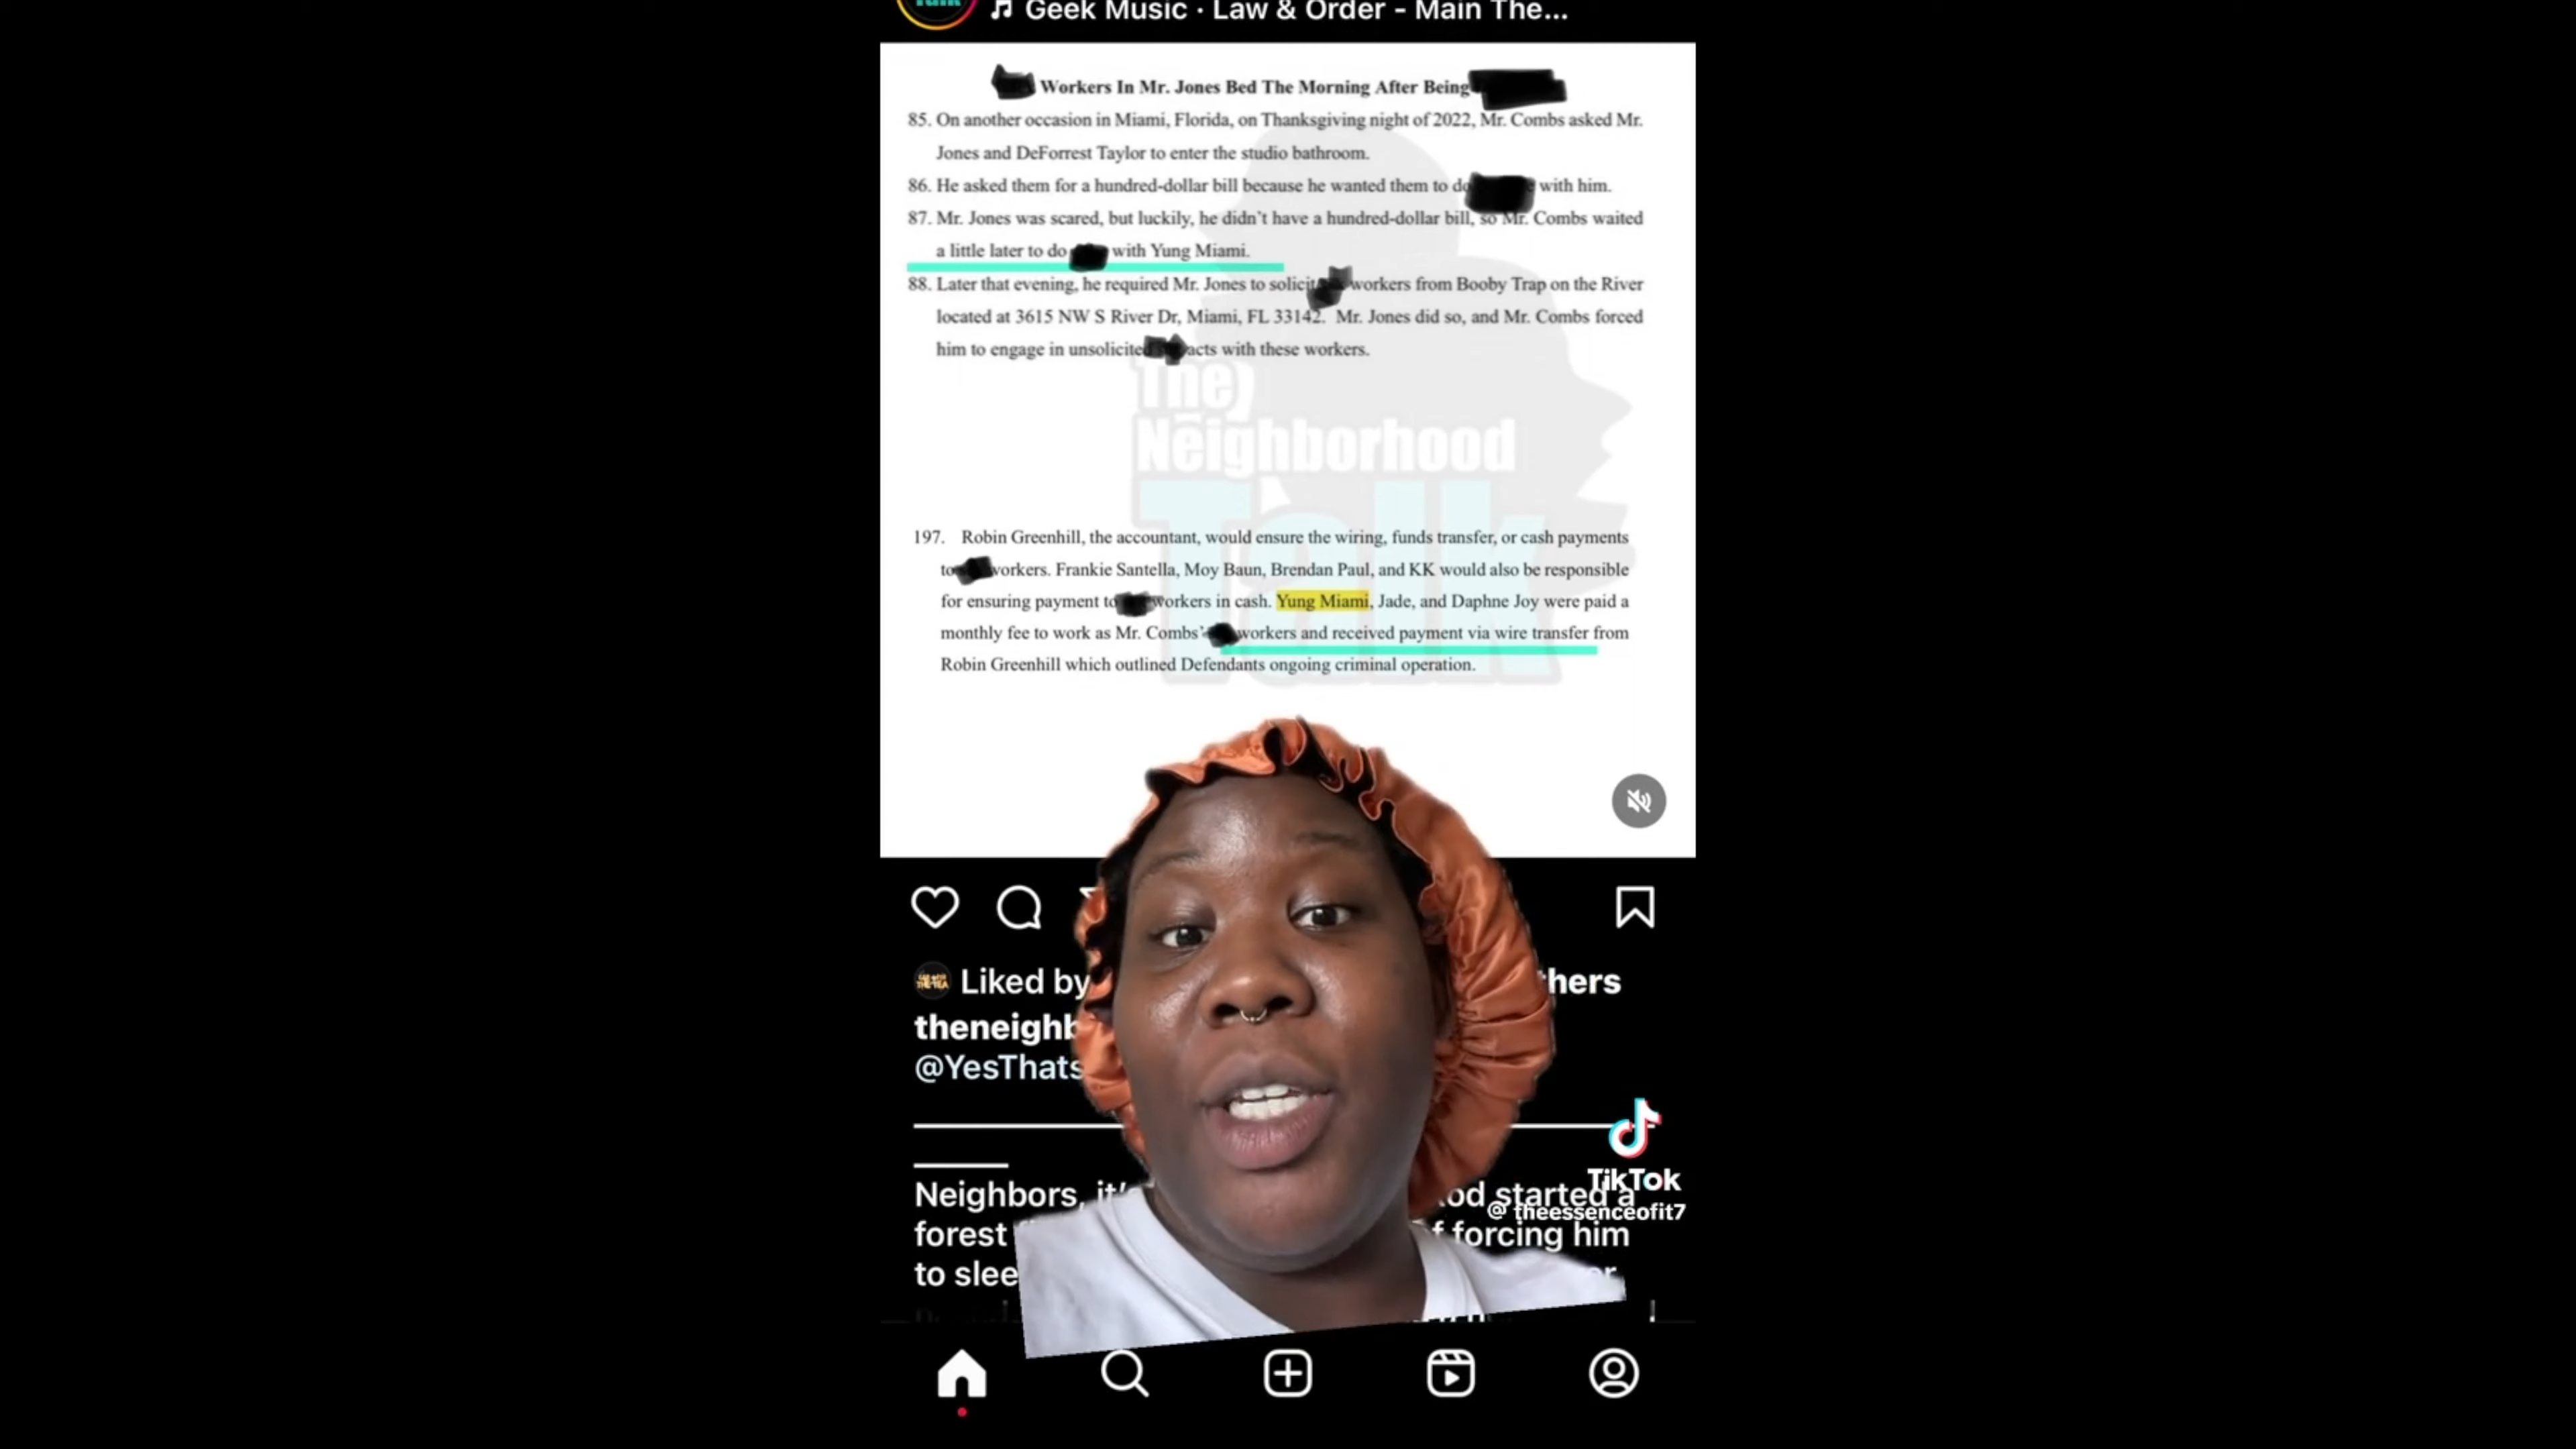 Talk
Geek Music · Law & Order - Main The...
Workers In Mr. Jones Bed The Morning After Being
85. On another occasion in Miami, Florida, on Thanksgiving night of 2022, Mr. Combs asked Mr.
Jones and DeForrest Taylor to enter the studio bathroom.
86. He asked them for a hundred-dollar bill because he wanted them to do with him.
87. Mr. Jones was scared, but luckily, he didn't have a hundred-dollar bill, so Mr. Combs waited
a little later to do with Yung Miami.
88. Later that evening, he required Mr. Jones to solicit workers from Booby Trap on the River
located at 3615 NW S River Dr, Miami, FL 33142. Mr. Jones did so, and Mr. Combs forced
him to engage in unsolicited acts with these workers.
The
Neighborhood
Talk
197. Robin Greenhill, the accountant, would ensure the wiring, funds transfer, or cash payments
to workers. Frankie Santella, Moy Baun, Brendan Paul, and KK would also be responsible
for ensuring payment to workers in cash. Yung Miami, Jade, and Daphne Joy were paid a
monthly fee to work as Mr. Combs' workers and received payment via wire transfer from
Robin Greenhill which outlined Defendants ongoing criminal operation.
Liked by thers
theneighb
@YesThats
TikTok
@theessenceofit7
Neighbors, it' started a
forest forcing him
to slee